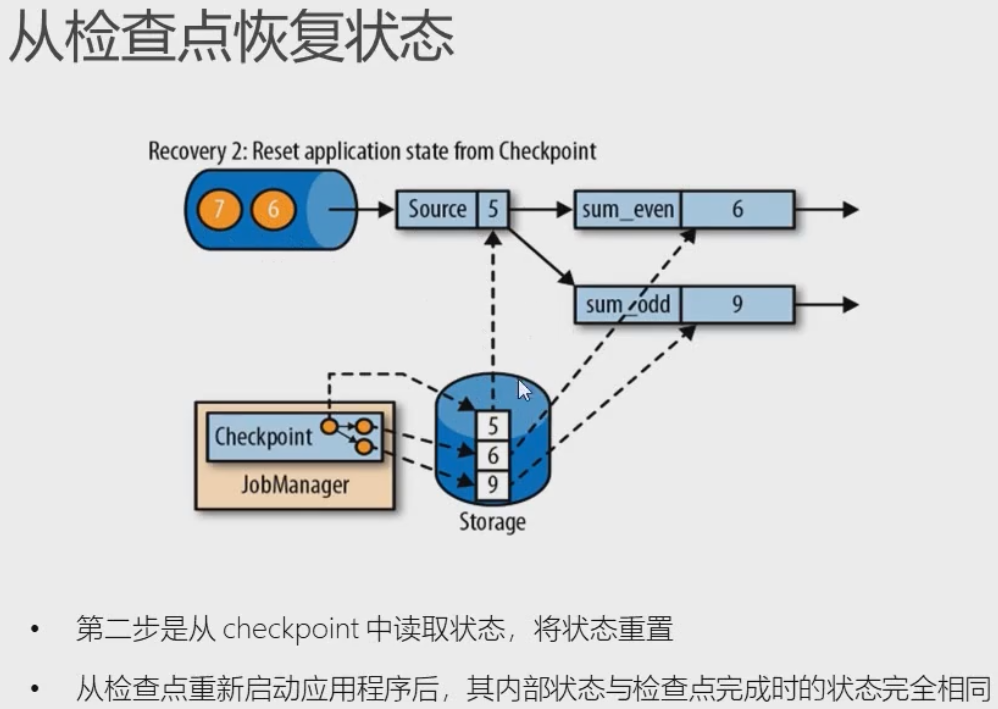 从检查点恢复状态
Recovery 2: Reset application state from Checkpoint
7 6 Source 5 sum_even 6
sum_odd 9
Checkpoint
JobManager
5
6
9
Storage
• 第二步是从 checkpoint 中读取状态，将状态重置
• 从检查点重新启动应用程序后，其内部状态与检查点完成时的状态完全相同